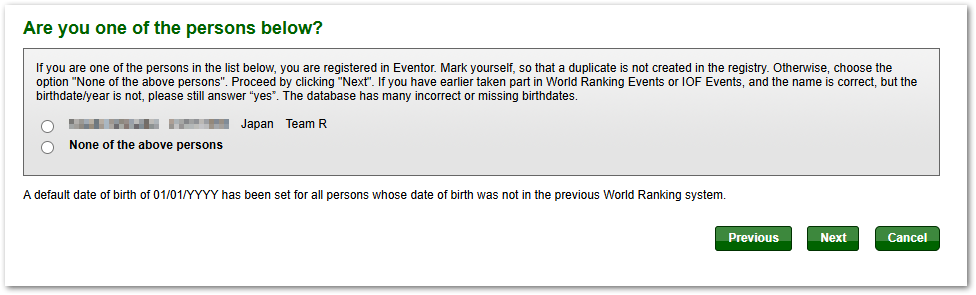 Are you one of the persons below?
If you are one of the persons in the list below, you are registered in Eventor. Mark yourself, so that a duplicate is not created in the registry. Otherwise, choose the
option "None of the above persons". Proceed by clicking "Next". If you have earlier taken part in World Ranking Events or IOF Events, and the name is correct, but the
birthdate/year is not, please still answer “yes”. The database has many incorrect or missing birthdates.
Japan Team R
None of the above persons
A default date of birth of 01/01/YYYY has been set for all persons whose date of birth was not in the previous World Ranking system.
Previous Next Cancel